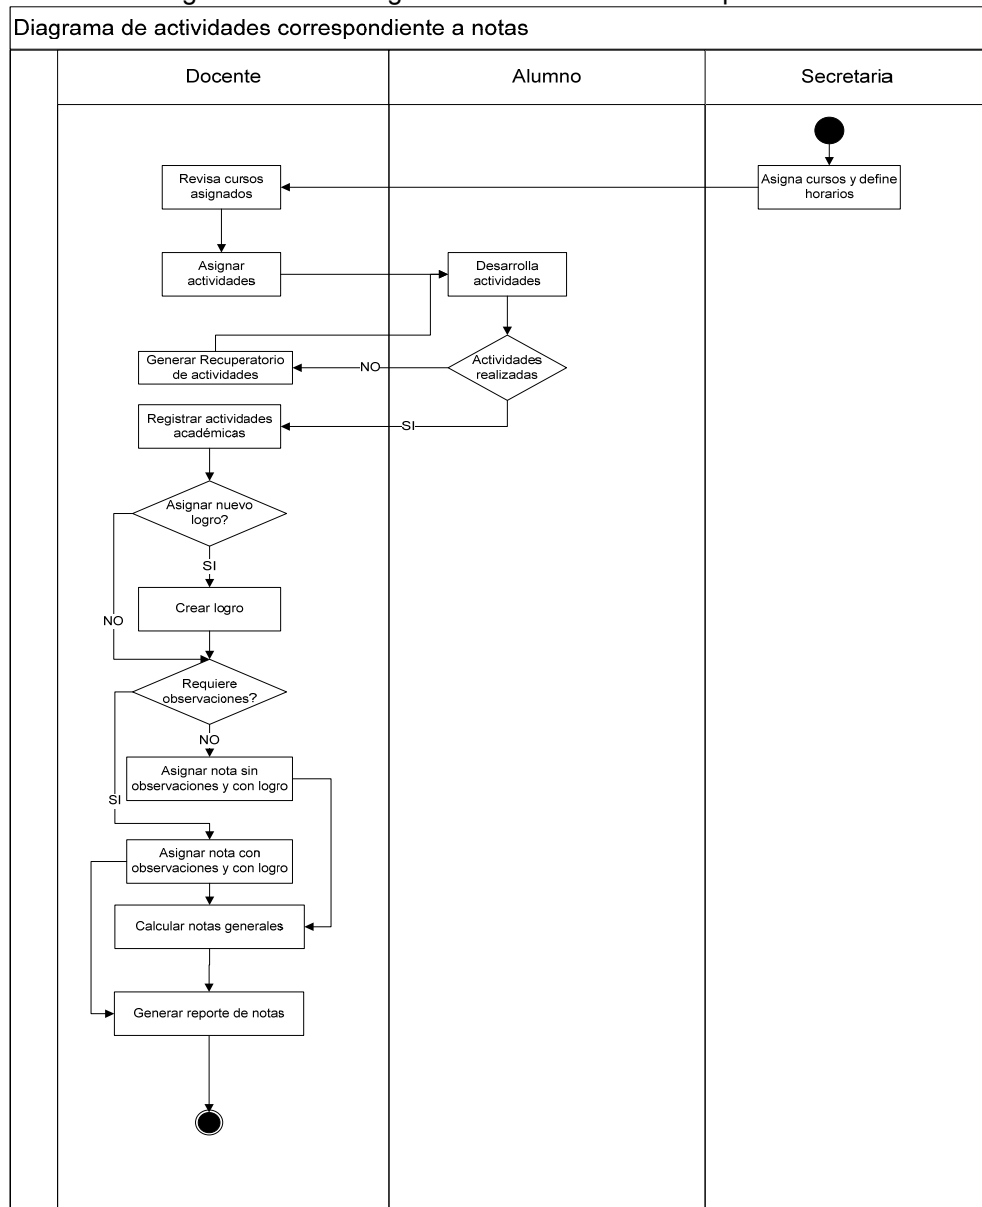 Diagrama de actividades correspondiente a notas
Docente
Alumno
Secretaria
Asigna cursos y define
horarios
Revisa cursos
asignados
Asignar
actividades
Desarrolla
actividades
Actividades
realizadas
NO
Generar Recuperatorio
de actividades
SI
Registrar actividades
académicas
Asignar nuevo
logro?
SI
Crear logro
NO
Requiere
observaciones?
NO
Asignar nota sin
observaciones y con logro
SI
Asignar nota con
observaciones y con logro
Calcular notas generales
Generar reporte de notas